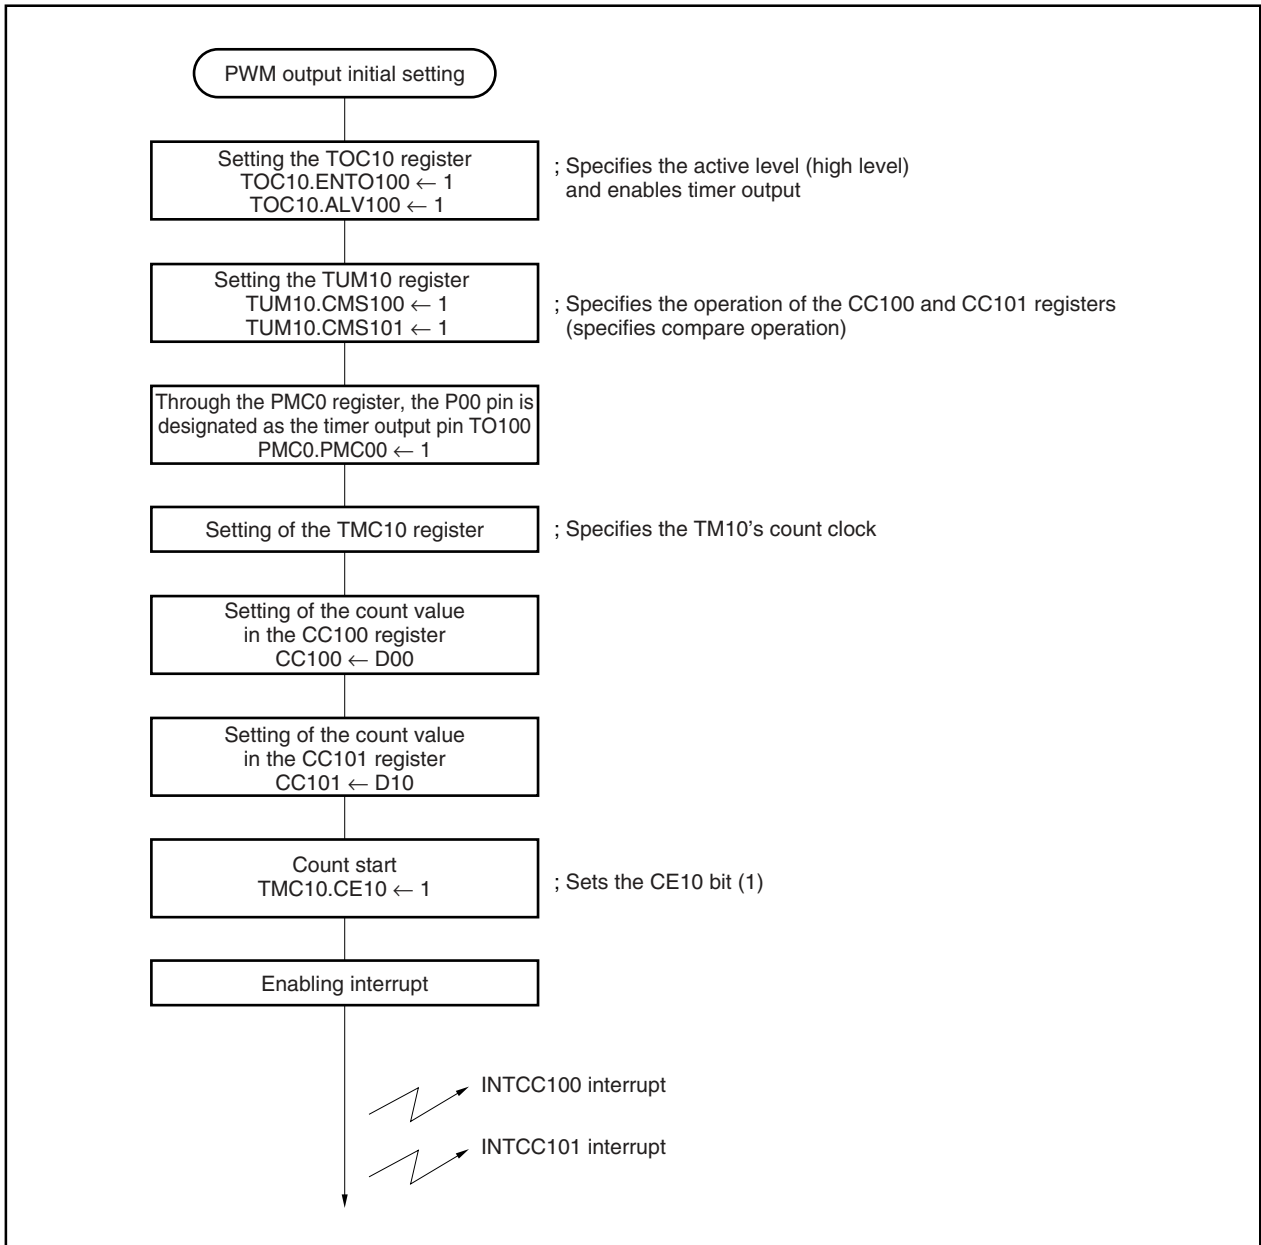 PWM output initial setting
Setting the TOC10 register
TOC10.ENTO100 ← 1
TOC10.ALV100 ← 1
; Specifies the active level (high level)
and enables timer output
Setting the TUM10 register
TUM10.CMS100 ← 1
TUM10.CMS101 ← 1
; Specifies the operation of the CC100 and CC101 registers
(specifies compare operation)
Through the PMC0 register, the P00 pin is
designated as the timer output pin TO100
PMC0.PMC00 ← 1
Setting of the TMC10 register
; Specifies the TM10's count clock
Setting of the count value
in the CC100 register
CC100 ← D00
Setting of the count value
in the CC101 register
CC101 ← D10
Count start
TMC10.CE10 ← 1
; Sets the CE10 bit (1)
Enabling interrupt
INTCC100 interrupt
INTCC101 interrupt